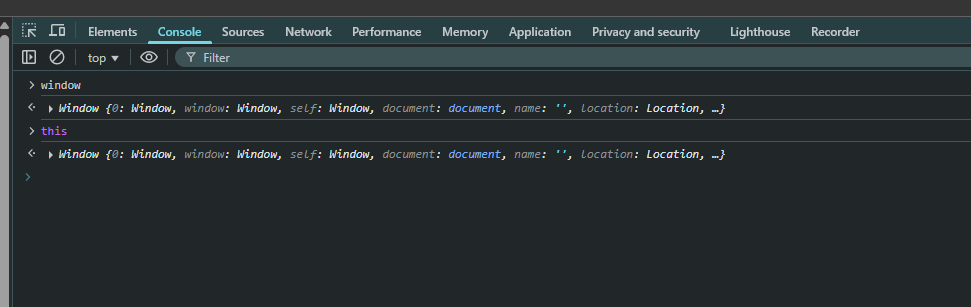 Elements Console Sources Network Performance Memory Application Privacy and security Lighthouse Recorder
top Filter
window
Window {0: Window, window: Window, self: Window, document: document, name: '', location: Location, …}
this
Window {0: Window, window: Window, self: Window, document: document, name: '', location: Location, …}